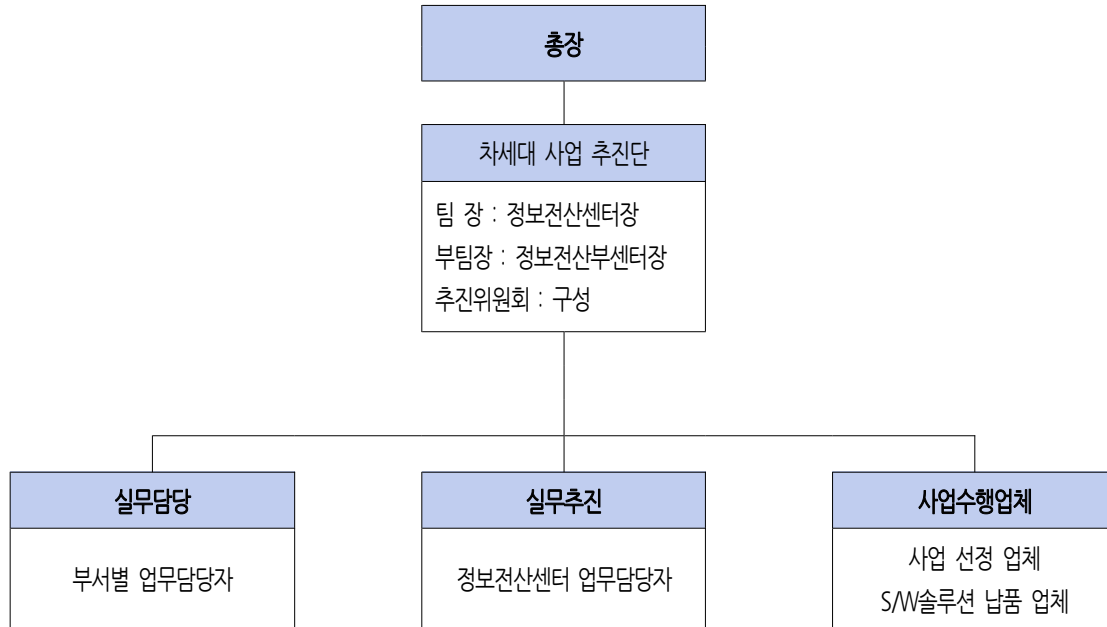 총장
차세대 사업 추진단
팀 장 : 정보전산센터장
부팀장 : 정보전산부센터장
추진위원회 : 구성
실무담당
부서별 업무담당자
실무추진
정보전산센터 업무담당자
사업수행업체
사업 선정 업체
S/W솔루션 납품 업체